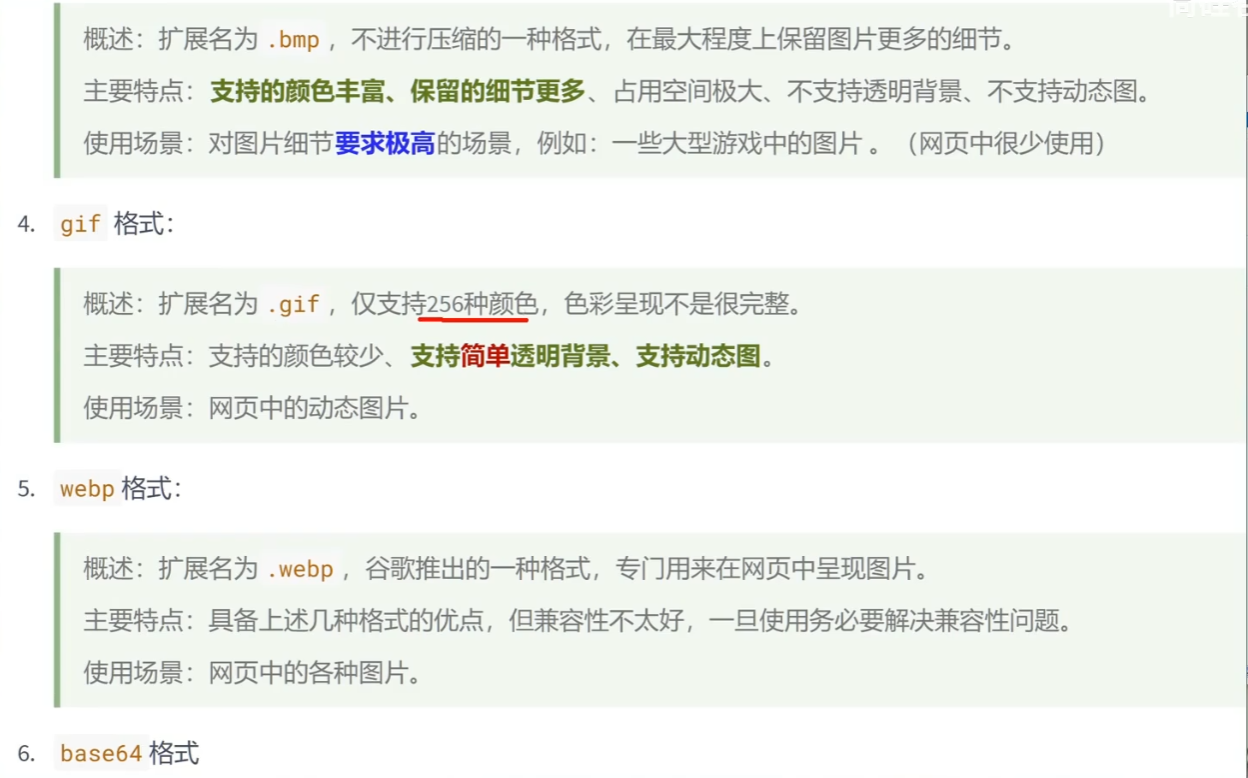 概述：扩展名为 .bmp ，不进行压缩的一种格式，在最大程度上保留图片更多的细节。
主要特点：支持的颜色丰富、保留的细节更多、占用空间极大、不支持透明背景、不支持动态图。
使用场景：对图片细节要求极高的场景，例如：一些大型游戏中的图片 。（网页中很少使用）
4. gif 格式：
概述：扩展名为 .gif ，仅支持256种颜色，色彩呈现不是很完整。
主要特点：支持的颜色较少、支持简单透明背景、支持动态图。
使用场景：网页中的动态图片。
5. webp 格式：
概述：扩展名为 .webp ，谷歌推出的一种格式，专门用来在网页中呈现图片。
主要特点：具备上述几种格式的优点，但兼容性不太好，一旦使用务必要解决兼容性问题。
使用场景：网页中的各种图片。
6. base64 格式